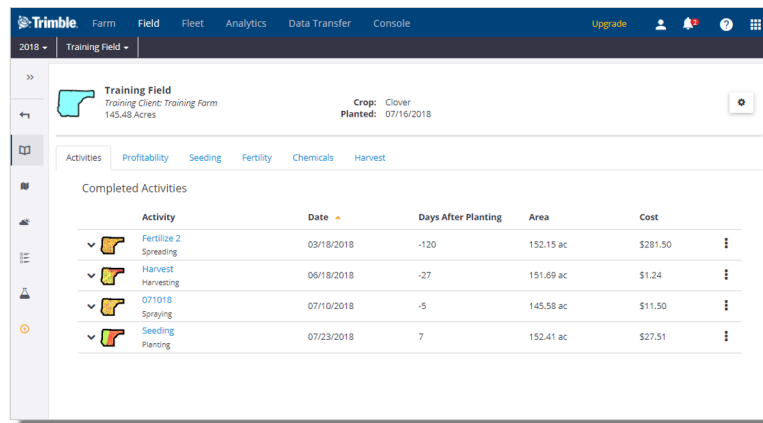 Trimble. Farm Field Fleet Analytics Data Transfer Console Upgrade 2 ?
2018 Training Field
Training Field
Training Client: Training Farm
145.48 Acres
Crop: Clover
Planted: 07/16/2018
Activities Profitability Seeding Fertility Chemicals Harvest
Completed Activities
Activity Date Days After Planting Area Cost
Fertilize 2
Spreading
03/18/2018 -120 152.15 ac $281.50
Harvest
Harvesting
06/18/2018 -27 151.69 ac $1.24
071018
Spraying
07/10/2018 -5 145.58 ac $11.50
Seeding
Planting
07/23/2018 7 152.41 ac $27.51